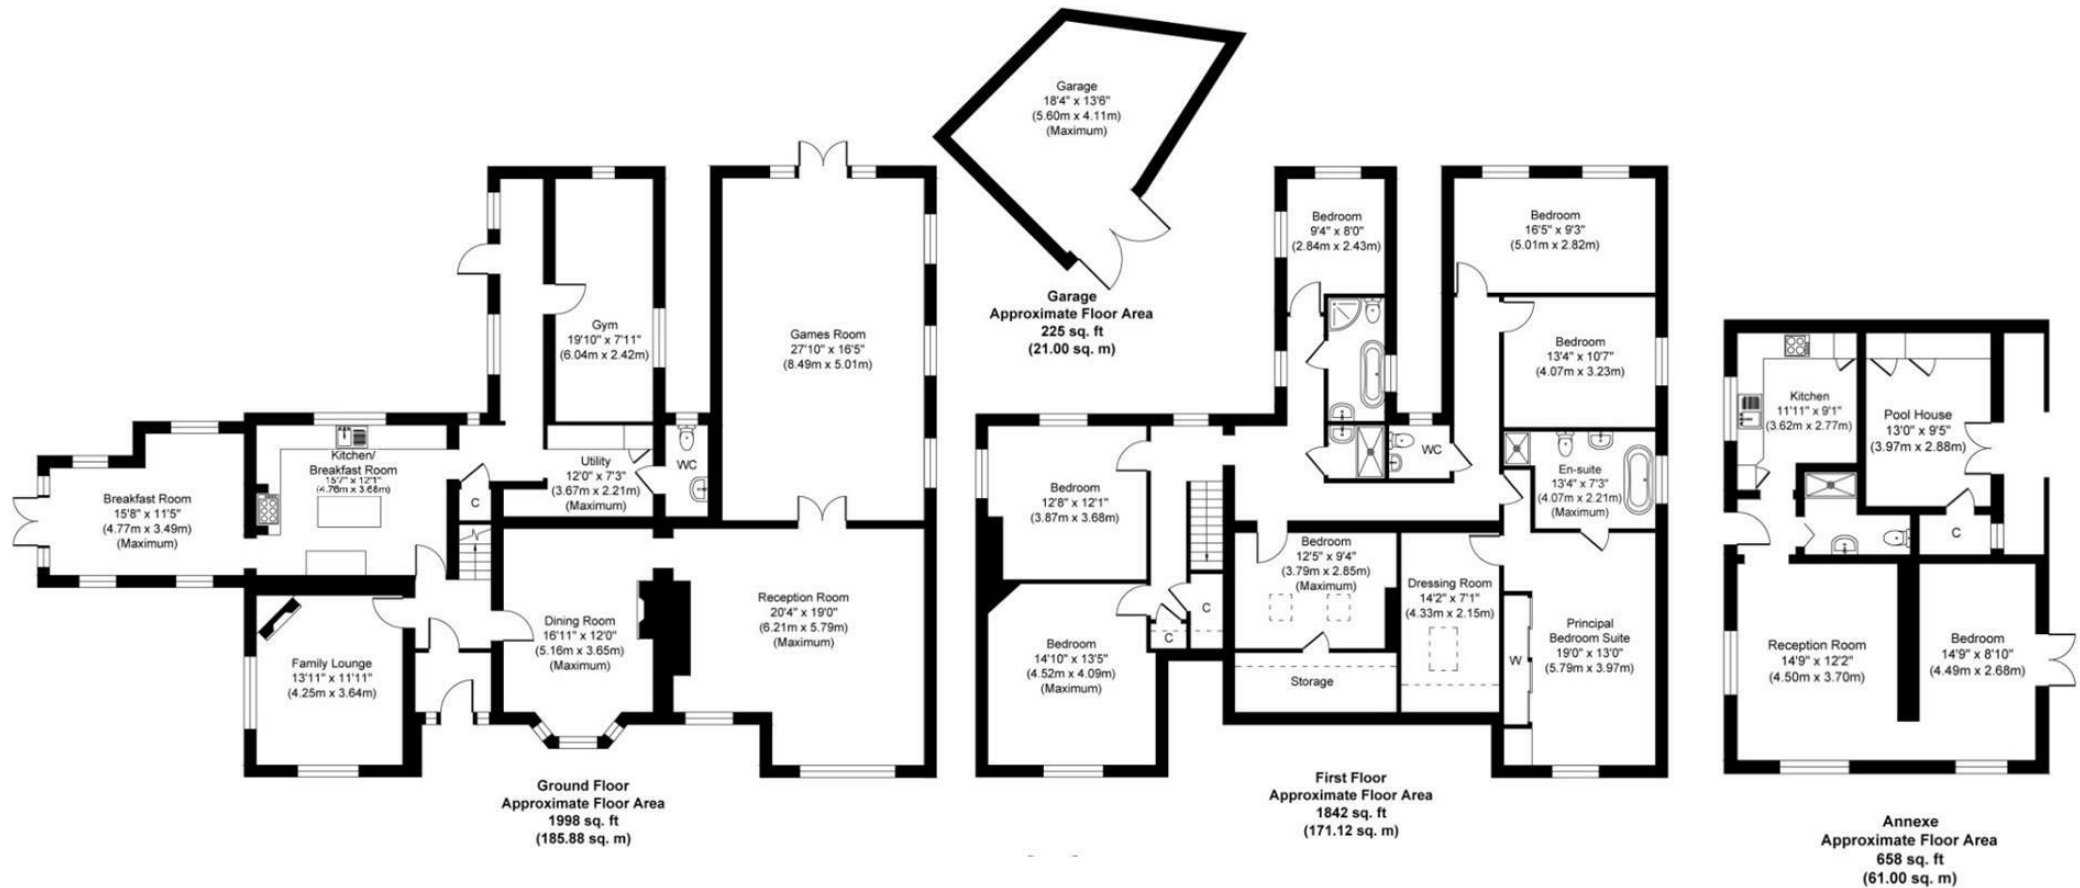 Garage
18'4" x 13'6"
(5.60m x 4.11m)
(Maximum)
Garage
Approximate Floor Area
225 sq. ft
(21.00 sq. m)
Gym
19'10" x 7'11"
(6.04m x 2.42m)
Games Room
27'10" x 16'5"
(8.49m x 5.01m)
Kitchen/
Breakfast Room
15'7" x 12'1"
(4.76m x 3.68m)
Breakfast Room
15'8" x 11'5"
(4.77m x 3.49m)
(Maximum)
C
Utility
12'0" x 7'3"
(3.67m x 2.21m)
(Maximum)
WC
Family Lounge
13'11" x 11'11"
(4.25m x 3.64m)
Dining Room
16'11" x 12'0"
(5.16m x 3.65m)
(Maximum)
Reception Room
20'4" x 19'0"
(6.21m x 5.79m)
(Maximum)
Ground Floor
Approximate Floor Area
1998 sq. ft
(185.88 sq. m)
Bedroom
9'4" x 8'0"
(2.84m x 2.43m)
Bedroom
16'5" x 9'3"
(5.01m x 2.82m)
Bedroom
13'4" x 10'7"
(4.07m x 3.23m)
WC
En-suite
13'4" x 7'3"
(4.07m x 2.21m)
(Maximum)
Bedroom
12'8" x 12'1"
(3.87m x 3.68m)
Bedroom
12'5" x 9'4"
(3.79m x 2.85m)
(Maximum)
Dressing Room
14'2" x 7'1"
(4.33m x 2.15m)
C
C
Bedroom
14'10" x 13'5"
(4.52m x 4.09m)
(Maximum)
Storage
W
Principal
Bedroom Suite
19'0" x 13'0"
(5.79m x 3.97m)
First Floor
Approximate Floor Area
1842 sq. ft
(171.12 sq. m)
Kitchen
11'11" x 9'1"
(3.62m x 2.77m)
Pool House
13'0" x 9'5"
(3.97m x 2.88m)
C
Reception Room
14'9" x 12'2"
(4.50m x 3.70m)
Bedroom
14'9" x 8'10"
(4.49m x 2.68m)
Annexe
Approximate Floor Area
658 sq. ft
(61.00 sq. m)